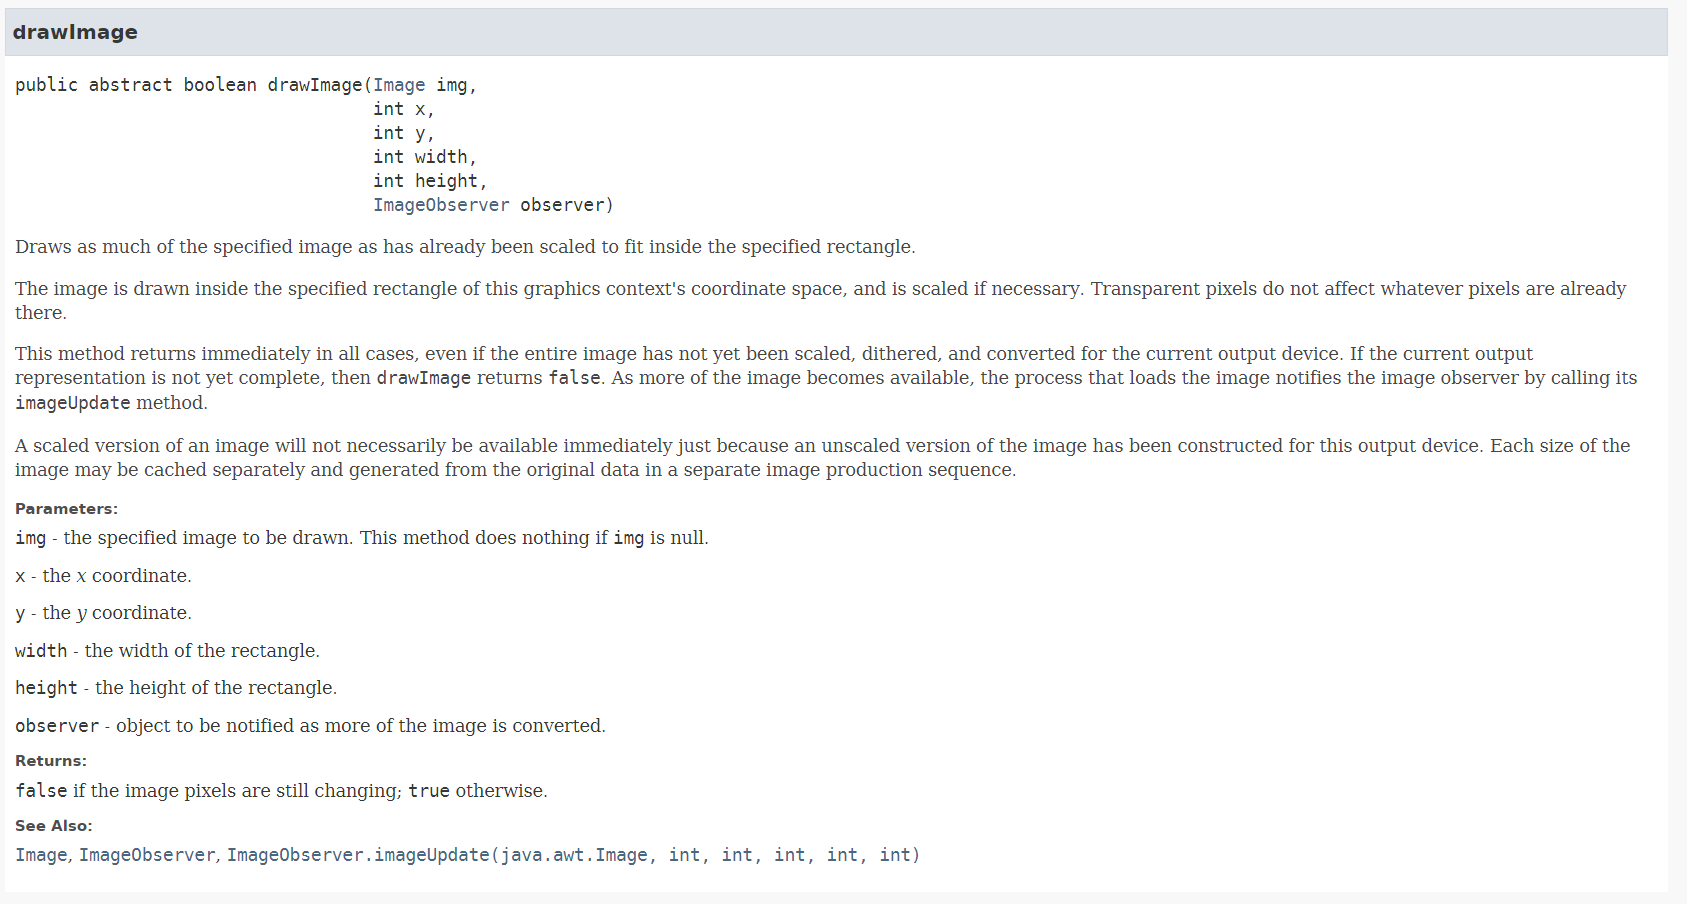 drawImage
public abstract boolean drawImage(Image img,
int x,
int y,
int width,
int height,
ImageObserver observer)
Draws as much of the specified image as has already been scaled to fit inside the specified rectangle.
The image is drawn inside the specified rectangle of this graphics context's coordinate space, and is scaled if necessary. Transparent pixels do not affect whatever pixels are already
there.
This method returns immediately in all cases, even if the entire image has not yet been scaled, dithered, and converted for the current output device. If the current output
representation is not yet complete, then drawImage returns false. As more of the image becomes available, the process that loads the image notifies the image observer by calling its
imageUpdate method.
A scaled version of an image will not necessarily be available immediately just because an unscaled version of the image has been constructed for this output device. Each size of the
image may be cached separately and generated from the original data in a separate image production sequence.
Parameters:
img - the specified image to be drawn. This method does nothing if img is null.
x - the x coordinate.
y - the y coordinate.
width - the width of the rectangle.
height - the height of the rectangle.
observer - object to be notified as more of the image is converted.
Returns:
false if the image pixels are still changing; true otherwise.
See Also:
Image, ImageObserver, ImageObserver.imageUpdate(java.awt.Image, int, int, int, int, int)